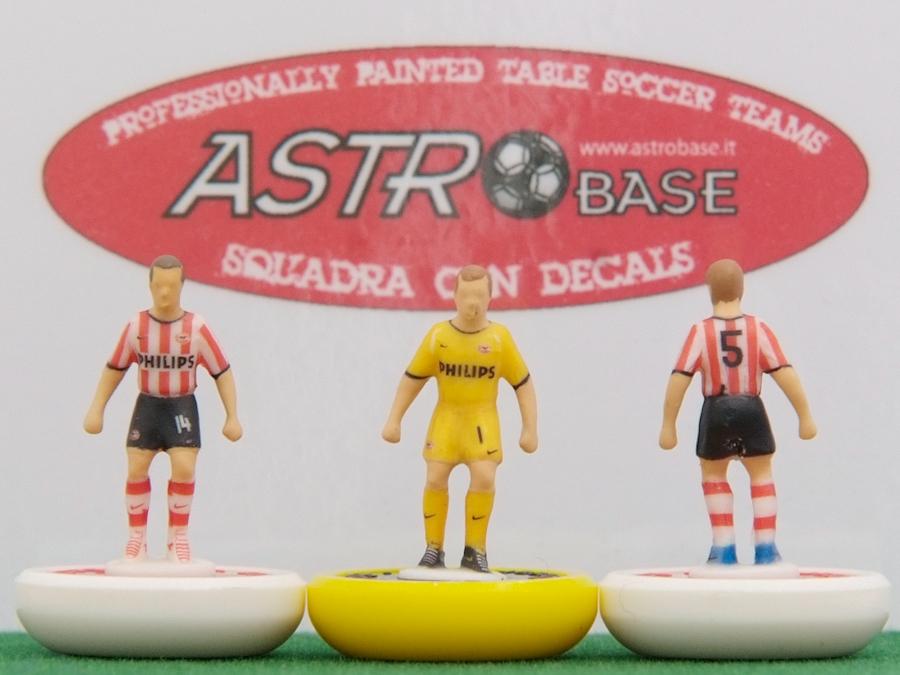 PROFESSIONALLY PAINTED TABLE SOCCER TEAMS
www.astrobase.it
ASTRO BASE
SQUADRA CON DECALS
PHILIPS
14
PHILIPS
1
5